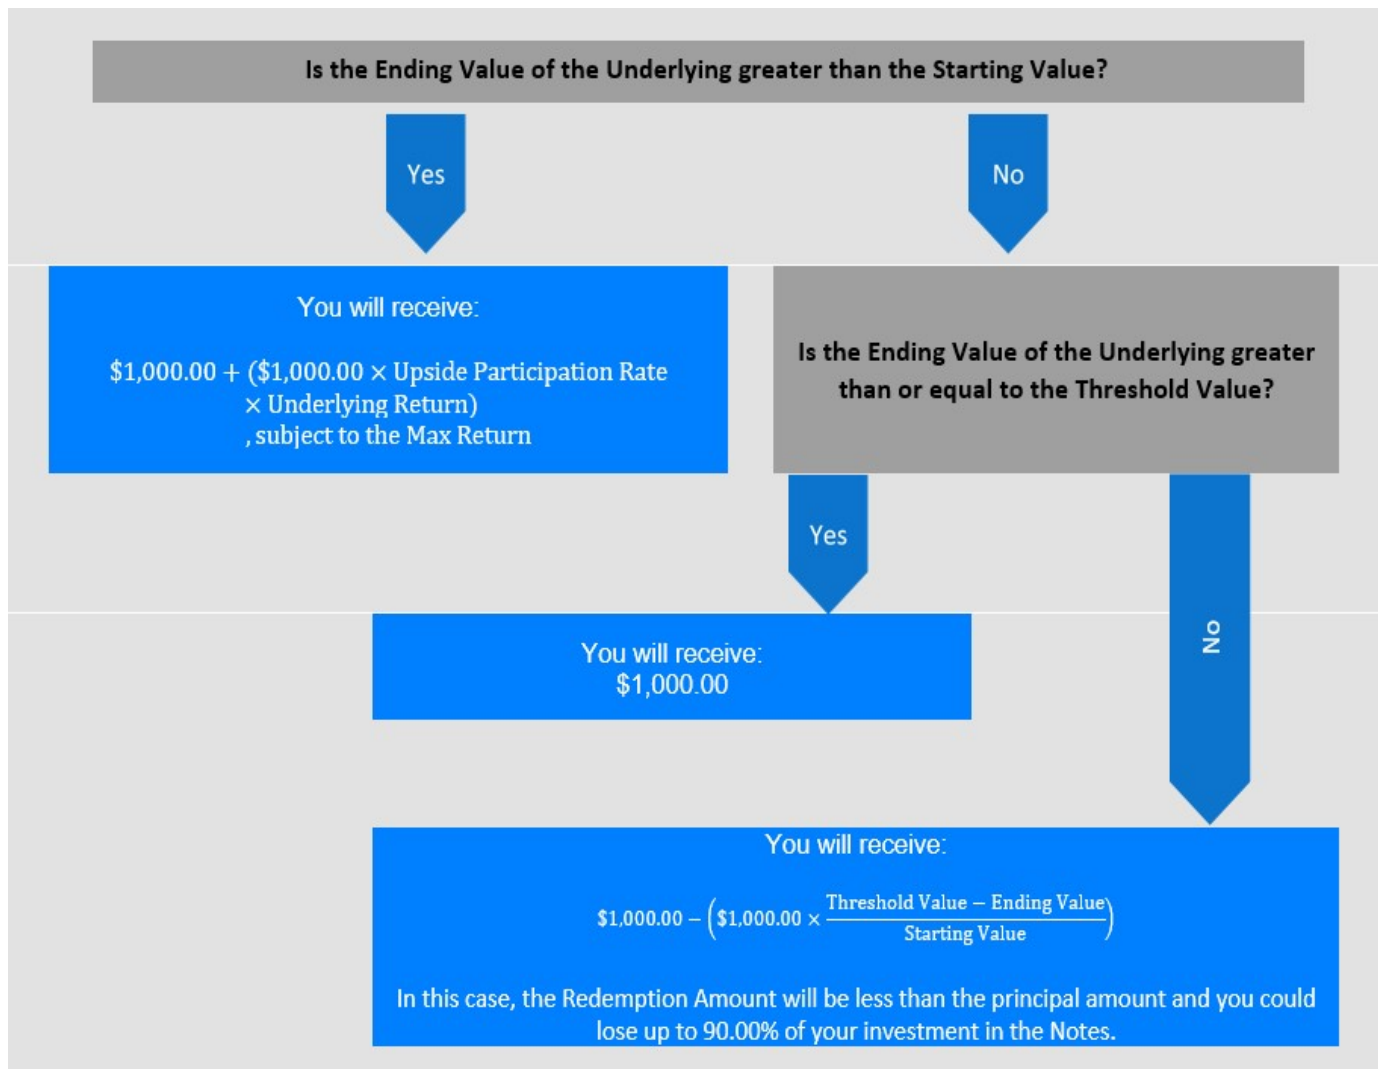 Is the Ending Value of the Underlying greater than the Starting Value?
Yes
No
You will receive:
$1,000.00 + ($1,000.00 × Upside Participation Rate
× Underlying Return)
, subject to the Max Return
Is the Ending Value of the Underlying greater
than or equal to the Threshold Value?
Yes
No
You will receive:
$1,000.00
You will receive:
$1,000.00 − ($1,000.00 × Threshold Value − Ending Value / Starting Value)
In this case, the Redemption Amount will be less than the principal amount and you could
lose up to 90.00% of your investment in the Notes.